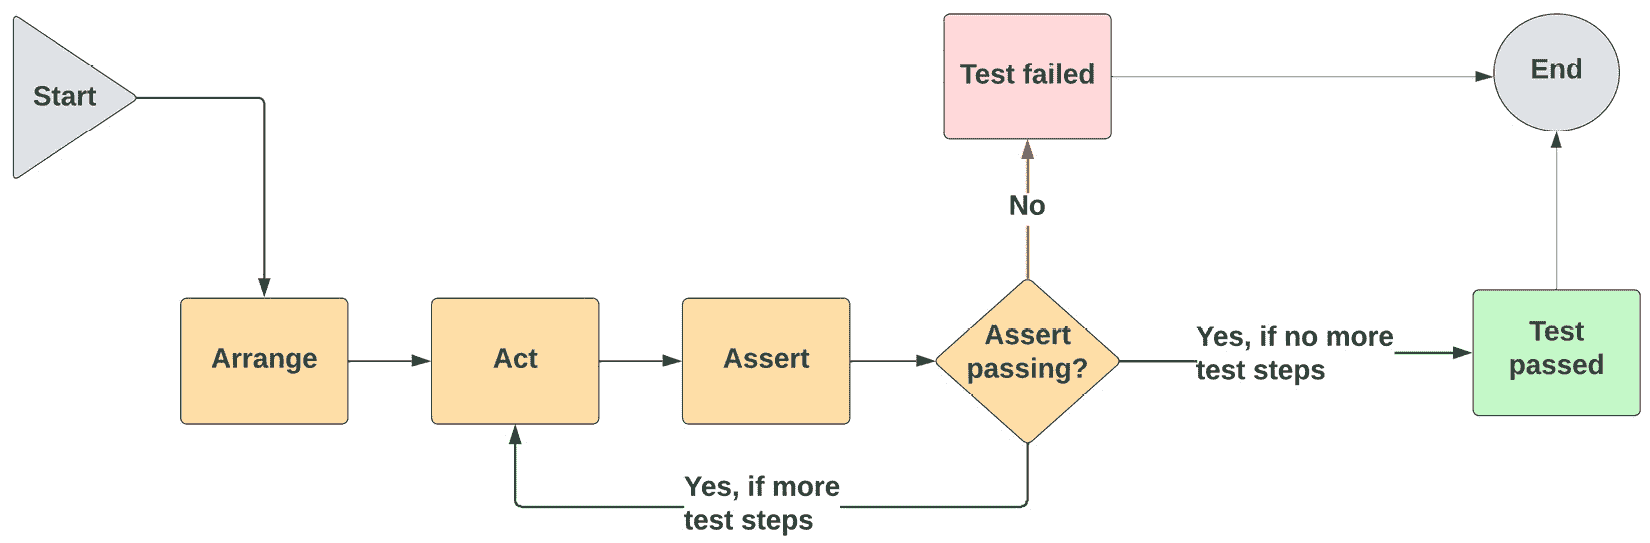 Start
Test failed
End
No
Arrange
Act
Assert
Assert
passing?
Yes, if no more
test steps
Test
passed
Yes, if more
test steps